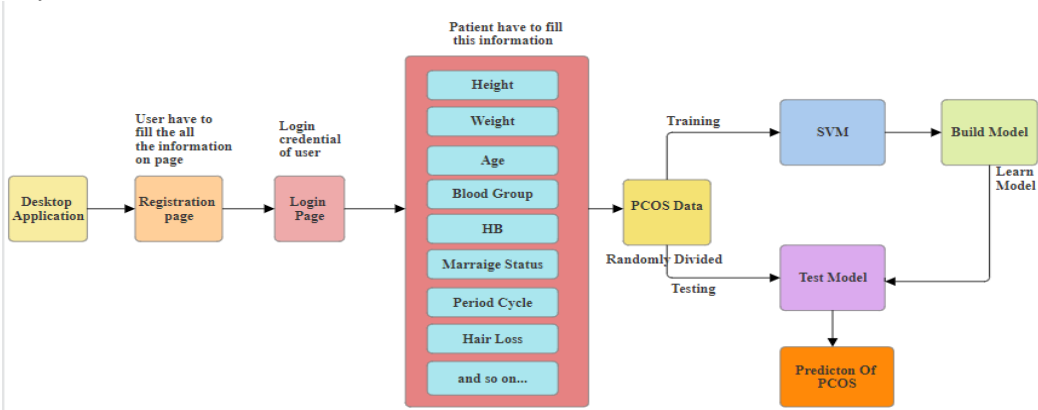 Patient have to fill
this information
User have to
fill the all
the information
on page
Login
credential
of user
Desktop
Application
Registration
page
Login
Page
Height
Weight
Age
Blood Group
HB
Marraige Status
Period Cycle
Hair Loss
and so on...
PCOS Data
Randomly Divided
Training
Testing
SVM
Build Model
Learn
Model
Test Model
Predicton Of
PCOS